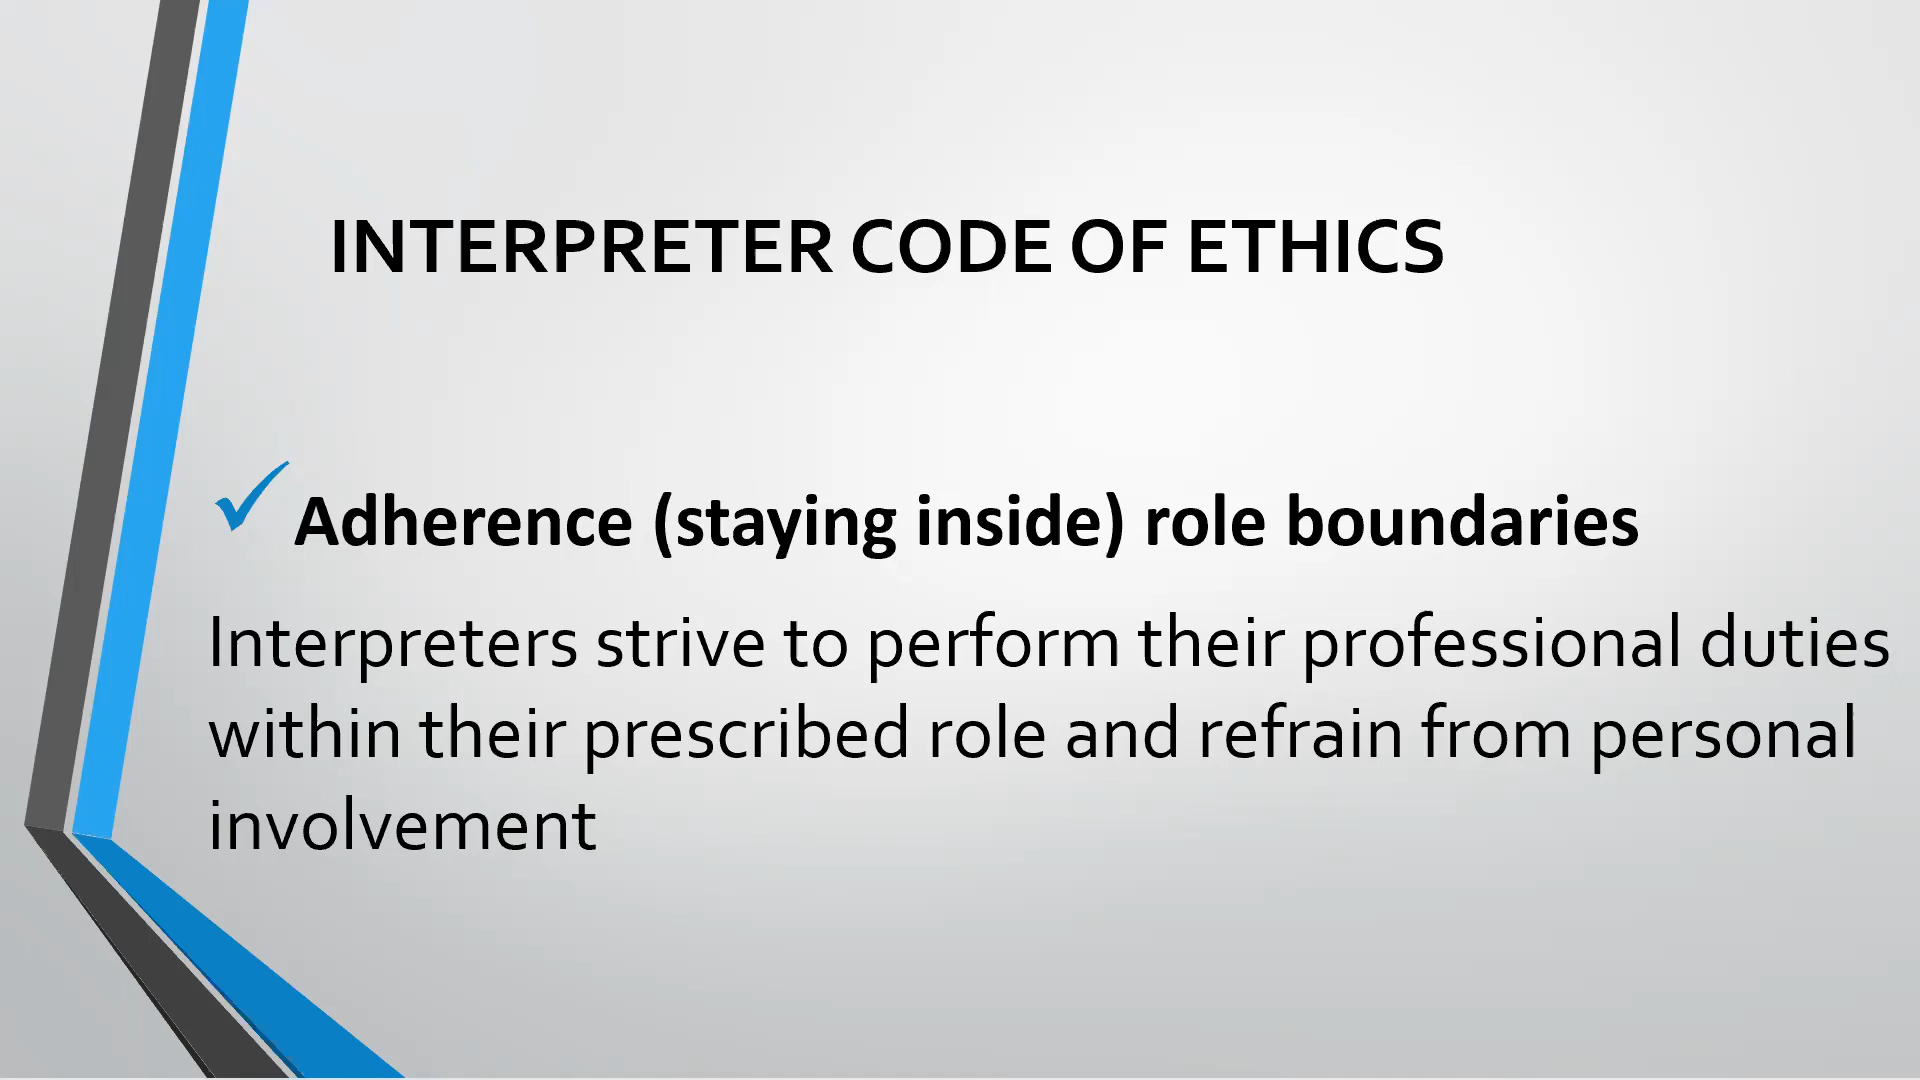 INTERPRETER CODE OF ETHICS
✓ Adherence (staying inside) role boundaries
Interpreters strive to perform their professional duties
within their prescribed role and refrain from personal
involvement